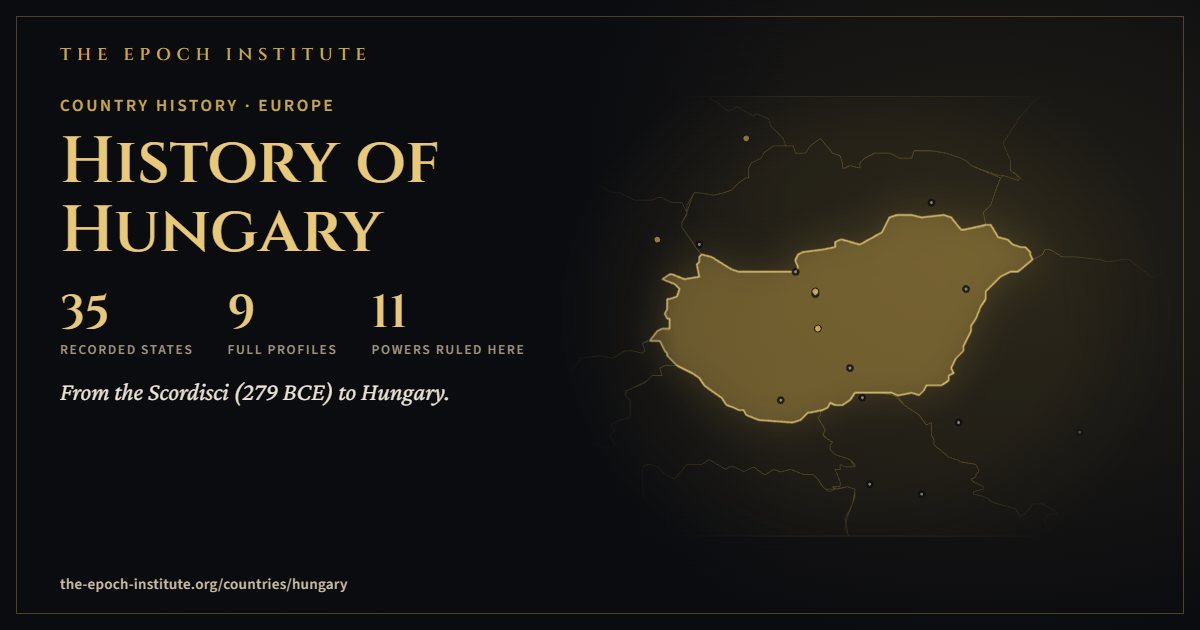 THE EPOCH INSTITUTE
COUNTRY HISTORY · EUROPE
HISTORY OF
HUNGARY
35 9 11
RECORDED STATES FULL PROFILES POWERS RULED HERE
From the Scordisci (279 BCE) to Hungary.
the-epoch-institute.org/countries/hungary